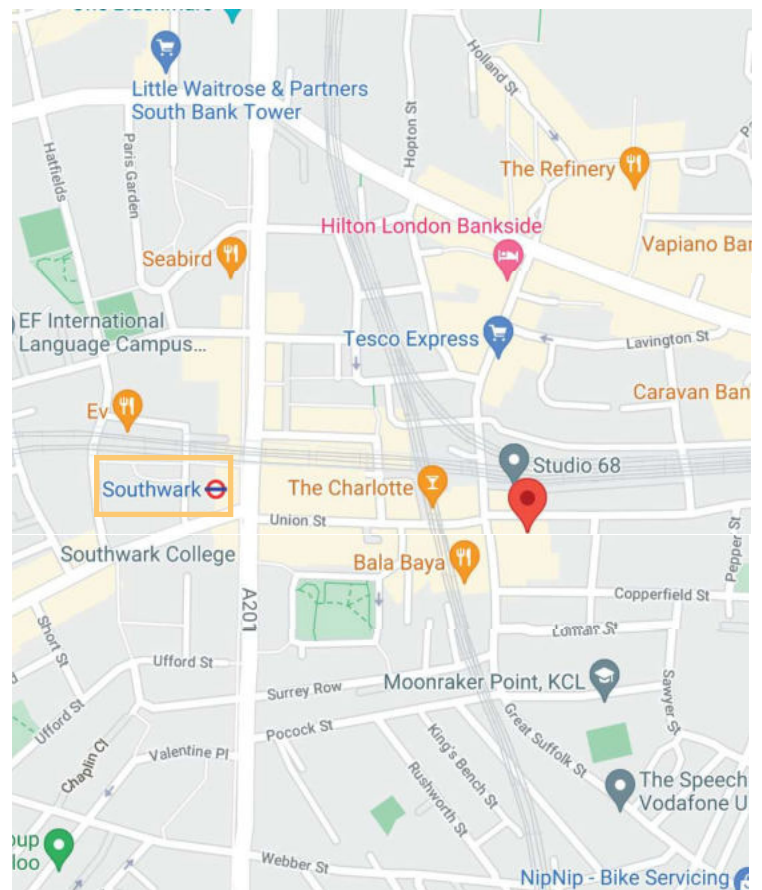 Little Waitrose & Partners
South Bank Tower
Holland St
Hopton St
Hatfields
Paris Garden
The Refinery
Hilton London Bankside
Seabird
Vapiano Bar
EF International
Language Campus...
Tesco Express
Lavington St
Caravan Ban
Ev
Studio 68
Southwark
The Charlotte
Union St
Southwark College
Bala Baya
Pepper St
Copperfield St
A201
Loman St
Short St
Ufford St
Surrey Row
Moonraker Point, KCL
Sawyer St
Ufford St
Pocock St
Great Suffolk St
King's Bench St
Valentine Pl
Chaplin Cl
Rushworth St
The Speech
Vodafone U
oup
loo
Webber St
NipNip - Bike Servicing